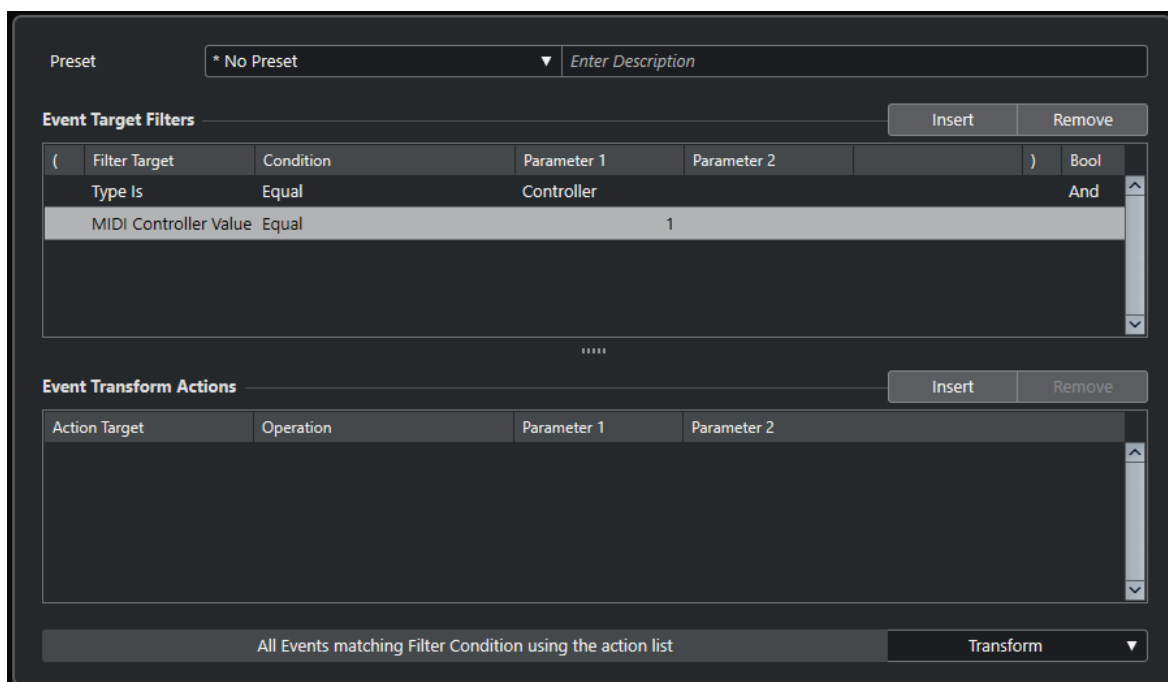 Preset * No Preset ▼ Enter Description
Event Target Filters Insert Remove
( Filter Target Condition Parameter 1 Parameter 2 ) Bool
Type Is Equal Controller And
MIDI Controller Value Equal 1
Event Transform Actions Insert Remove
Action Target Operation Parameter 1 Parameter 2
All Events matching Filter Condition using the action list Transform ▼